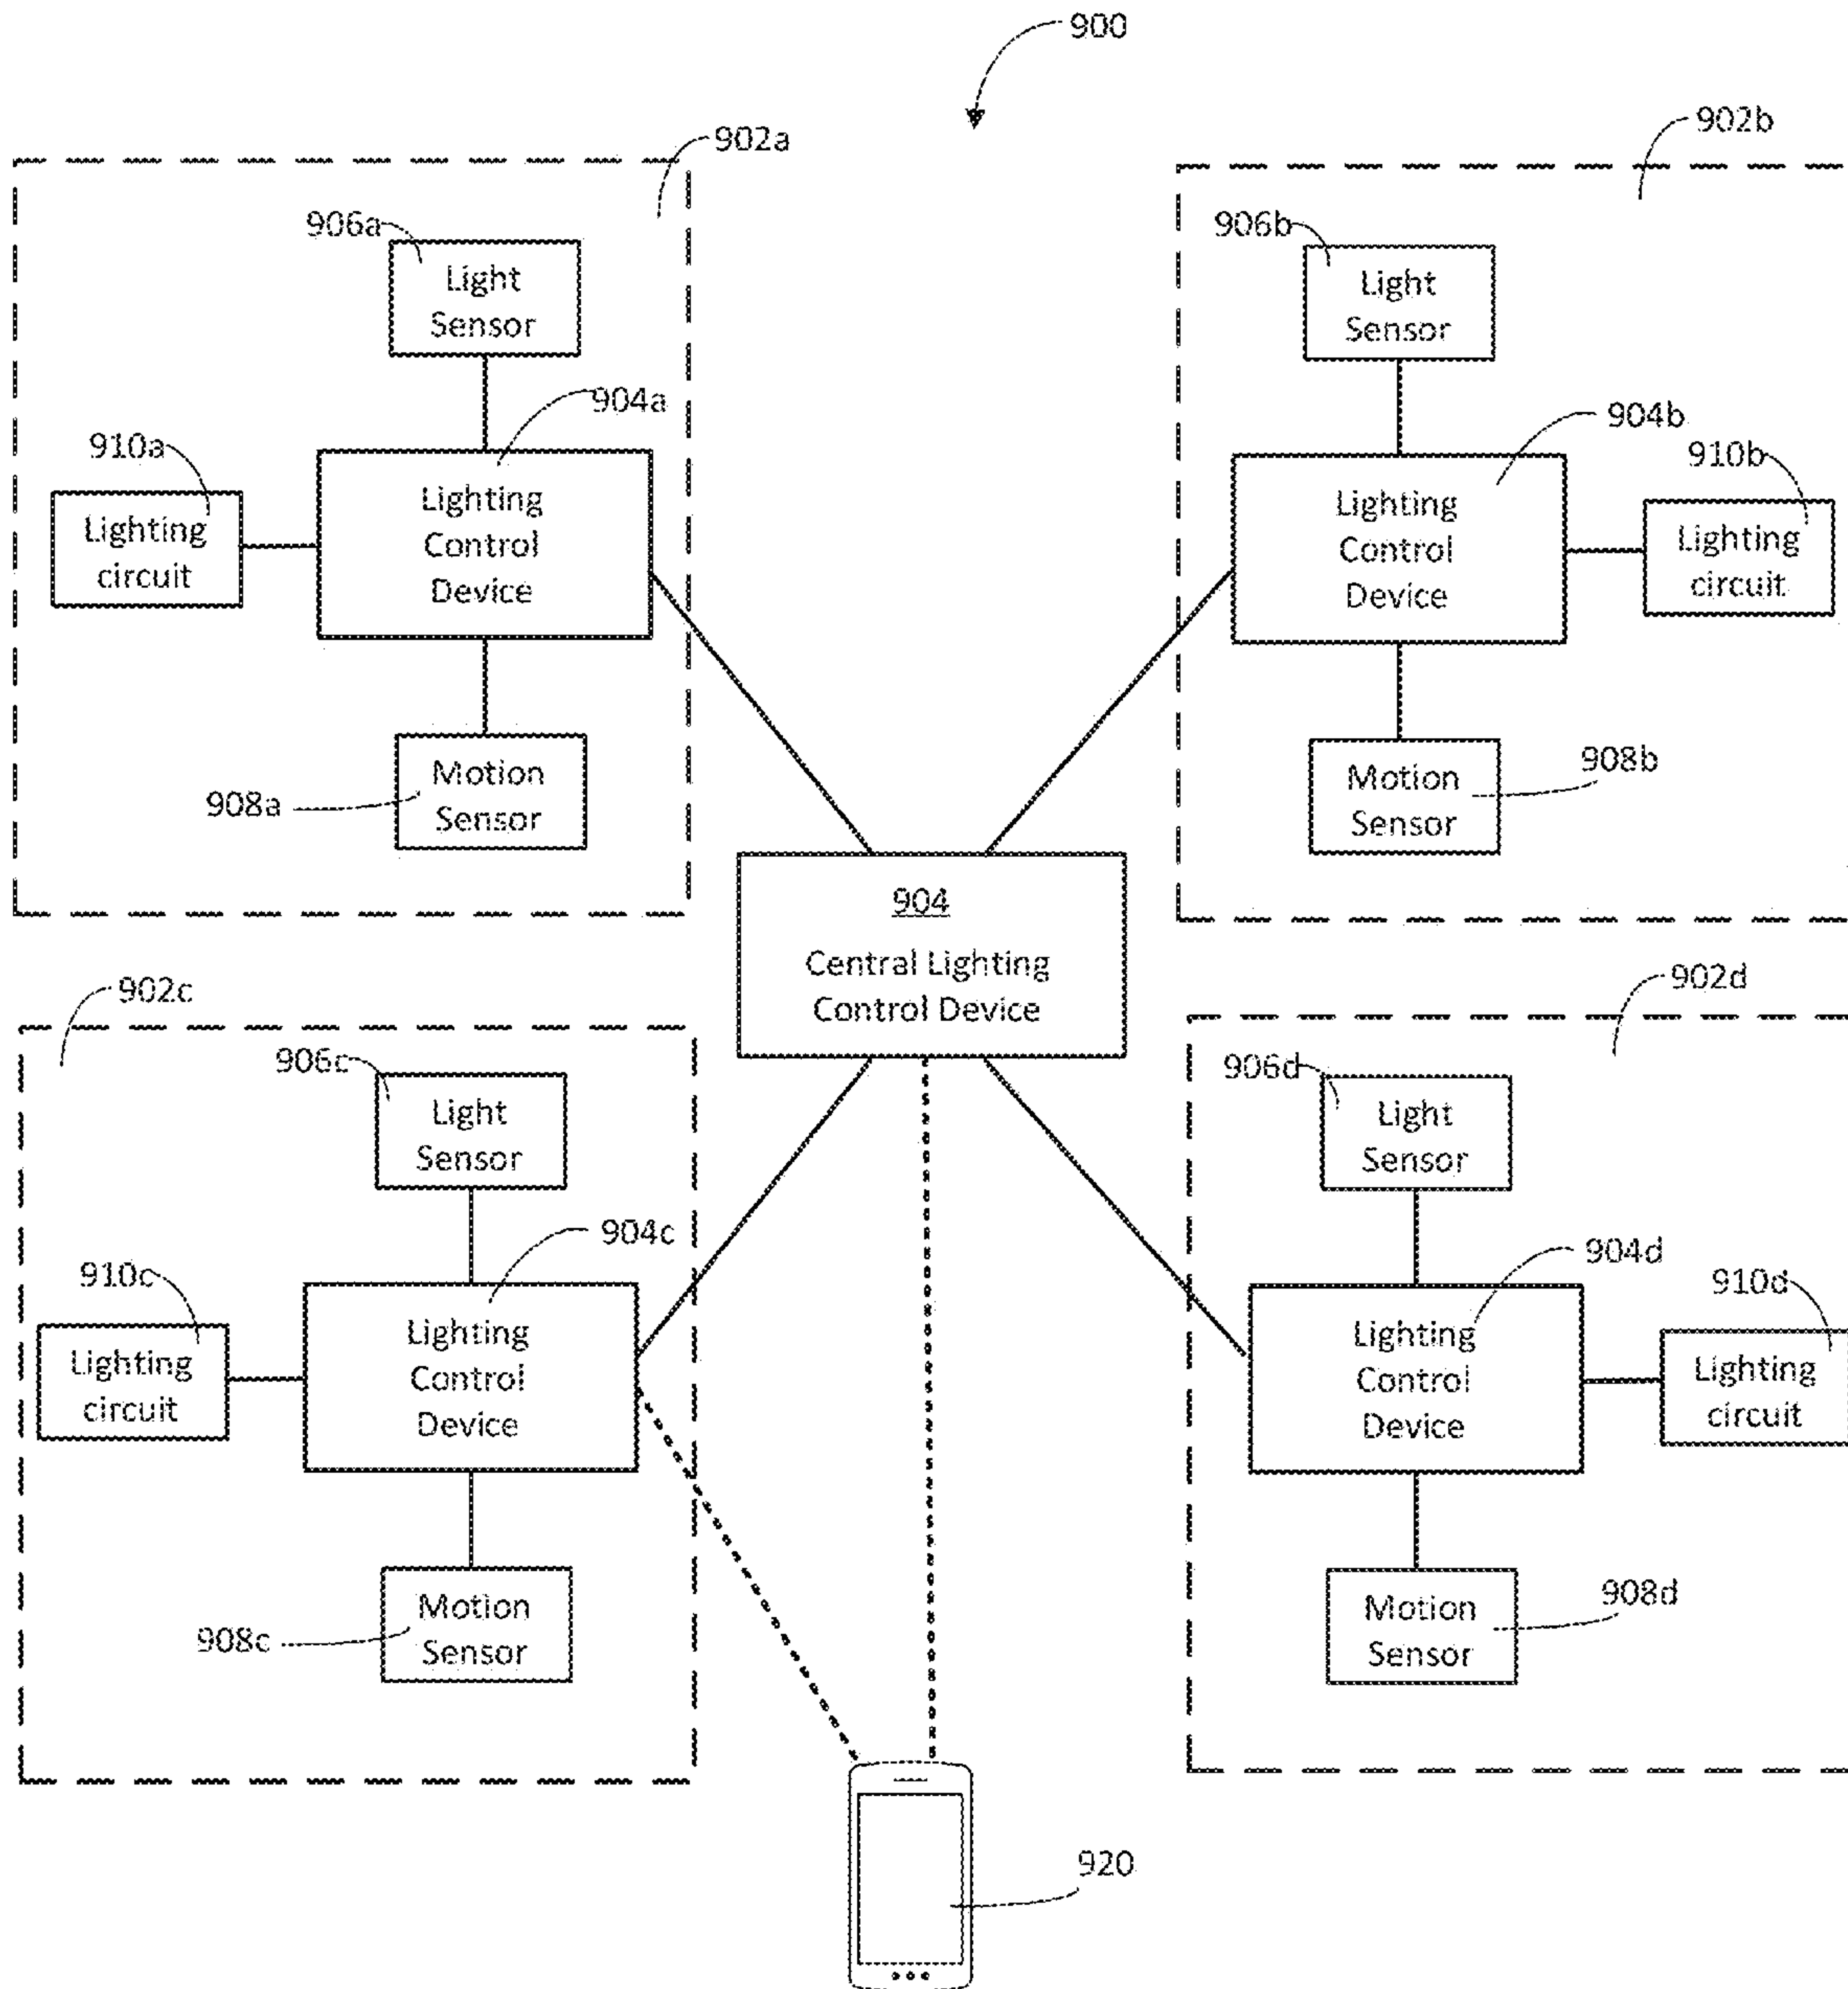 900
902a
906a
Light
Sensor
904a
910a
Lighting
Control
Device
Lighting
circuit
Motion
Sensor
908a
902b
906b
Light
Sensor
904b
910b
Lighting
Control
Device
Lighting
circuit
908b
Motion
Sensor
904
Central Lighting
Control Device
902c
906c
Light
Sensor
904c
910c
Lighting
Control
Device
Lighting
circuit
Motion
Sensor
908c
902d
906d
Light
Sensor
904d
910d
Lighting
Control
Device
Lighting
circuit
908d
Motion
Sensor
920